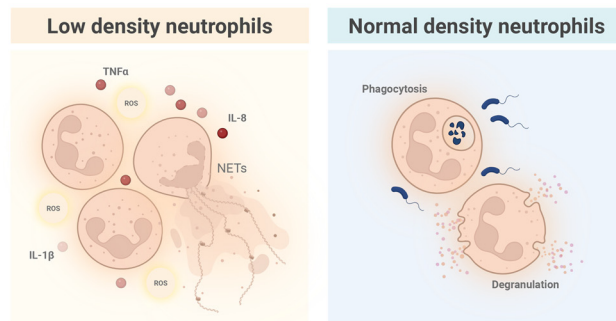 Low density neutrophils
Normal density neutrophils
TNFα
ROS
IL-8
NETs
ROS
IL-1β
ROS
Phagocytosis
Degranulation